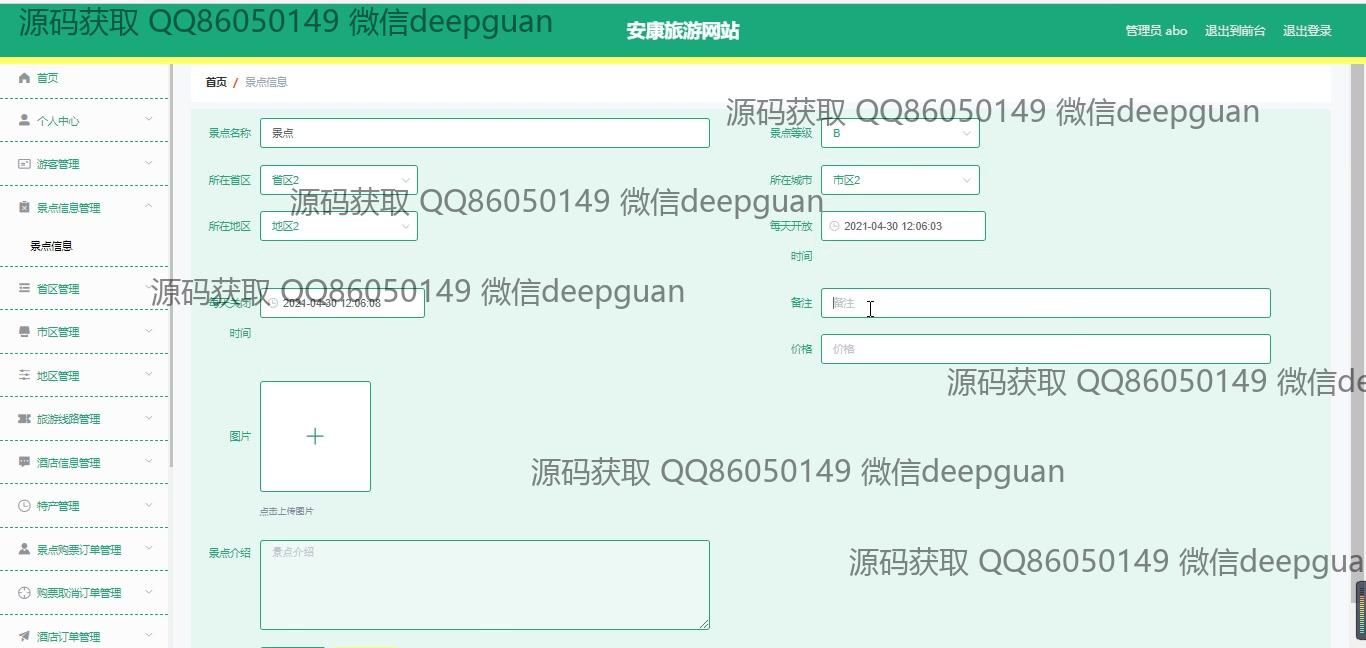 源码获取 QQ86050149 微信deepguan
安康旅游网站
管理员 abo 退出到前台 退出登录
首页
个人中心
游客管理
景点信息管理
景点信息
省区管理
市区管理
地区管理
旅游线路管理
酒店信息管理
特产管理
景点购票订单管理
购票取消订单管理
酒店订单管理
首页 / 景点信息
源码获取 QQ86050149 微信deepguan
景点名称 景点 景点等级 B
所在省区 省区2 所在城市 市区2
源码获取 QQ86050149 微信deepguan
所在地区 地区2 每天开放时间 2021-04-30 12:06:03
源码获取 QQ86050149 微信deepguan
每天关闭时间 2021-04-30 12:06:08 备注 备注
价格 价格
源码获取 QQ86050149 微信de
图片
源码获取 QQ86050149 微信deepguan
点击上传图片
景点介绍 景点介绍
源码获取 QQ86050149 微信deepgua